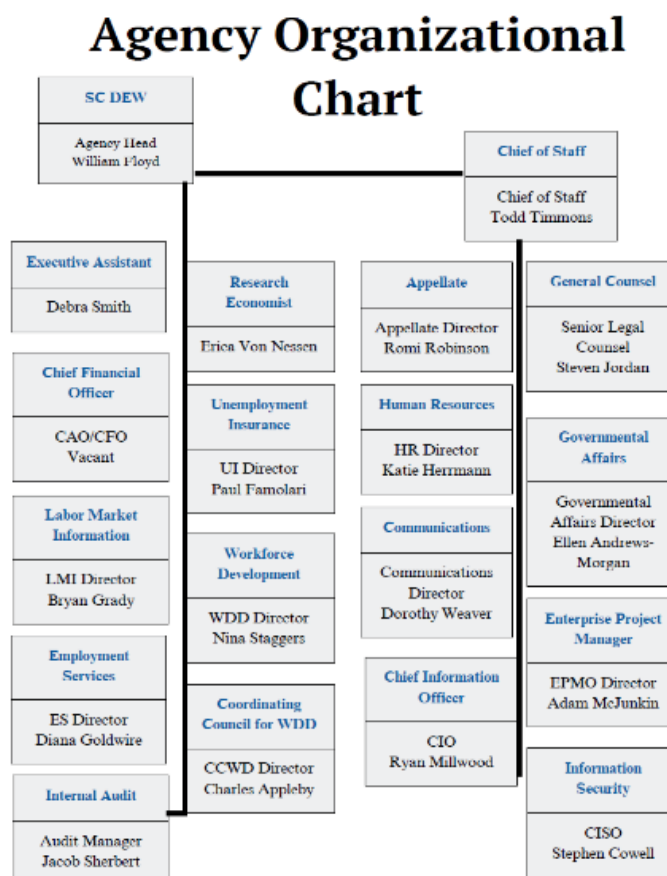 Agency Organizational
Chart
SC DEW
Agency Head
William Floyd
Chief of Staff
Chief of Staff
Todd Timmons
Executive Assistant
Debra Smith
Chief Financial
Officer
CAO/CFO
Vacant
Labor Market
Information
LMI Director
Bryan Grady
Employment
Services
ES Director
Diana Goldwire
Internal Audit
Audit Manager
Jacob Sherbert
Research
Economist
Erica Von Nessen
Unemployment
Insurance
UI Director
Paul Famolari
Workforce
Development
WDD Director
Nina Staggers
Coordinating
Council for WDD
CCWD Director
Charles Appleby
Appellate
Appellate Director
Romi Robinson
Human Resources
HR Director
Katie Herrmann
Communications
Communications
Director
Dorothy Weaver
Chief Information
Officer
CIO
Ryan Millwood
General Counsel
Senior Legal
Counsel
Steven Jordan
Governmental
Affairs
Governmental
Affairs Director
Ellen Andrews-
Morgan
Enterprise Project
Manager
EPMO Director
Adam McJunkin
Information
Security
CISO
Stephen Cowell